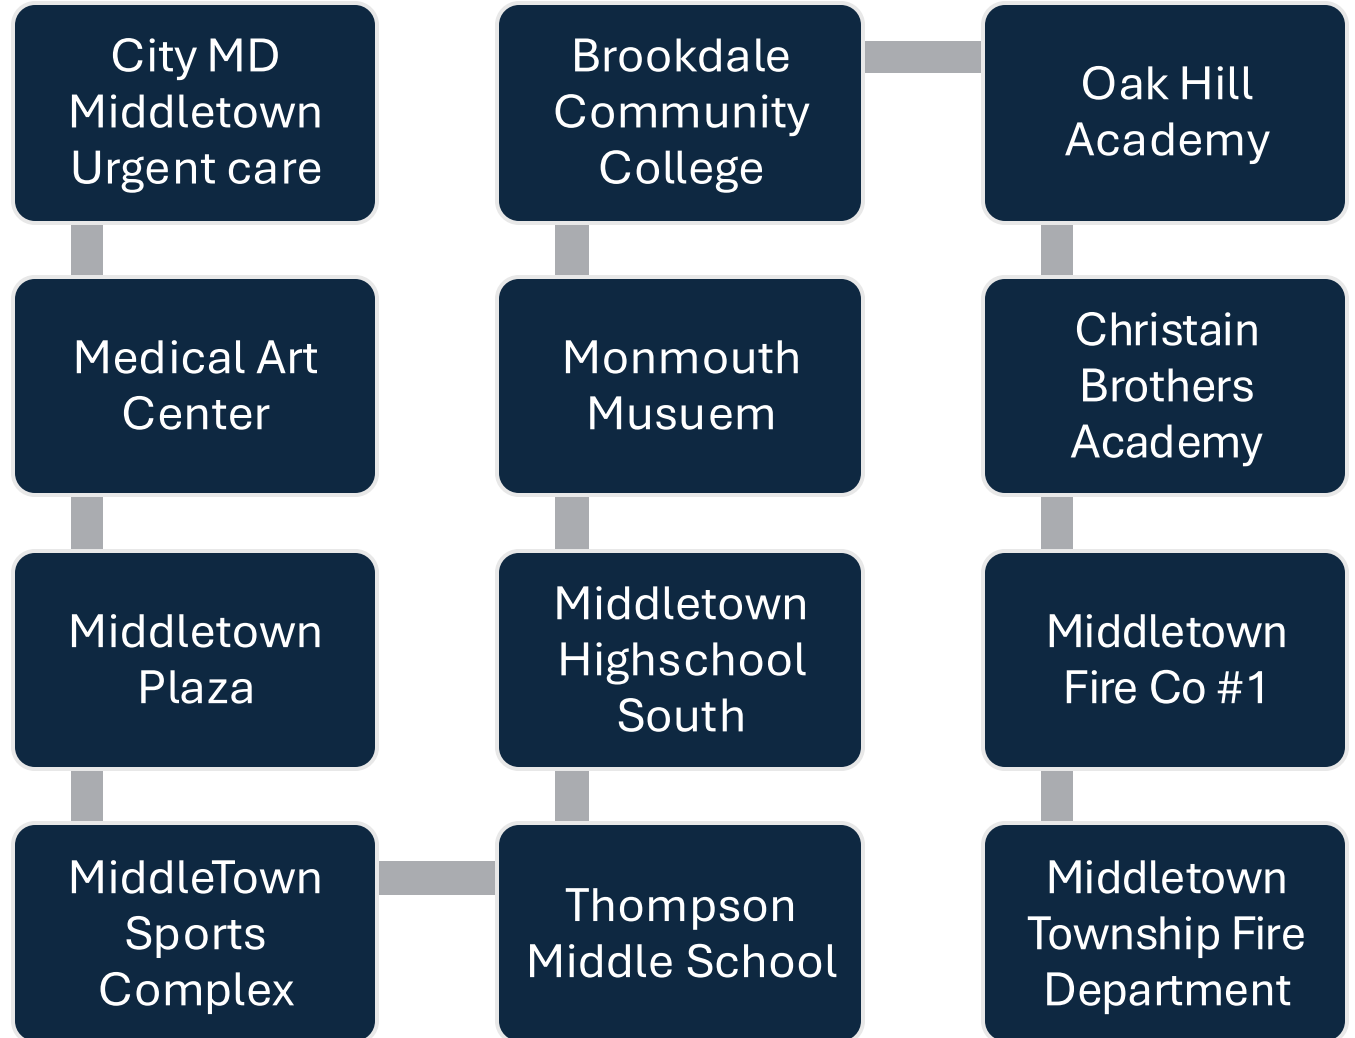 City MD
Middletown
Urgent care
Medical Art
Center
Middletown
Plaza
MiddleTown
Sports
Complex
Thompson
Middle School
Middletown
Highschool
South
Monmouth
Musuem
Brookdale
Community
College
Oak Hill
Academy
Christain
Brothers
Academy
Middletown
Fire Co #1
Middletown
Township Fire
Department